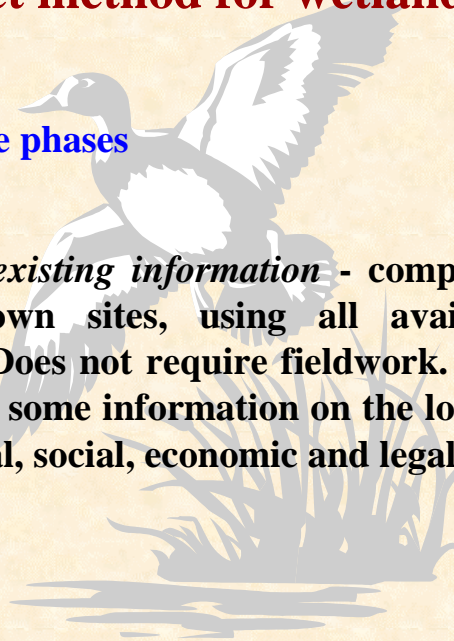 et method for wetland
e phases
existing information - comp
own sites, using all avai
Does not require fieldwork.
some information on the lo
al, social, economic and legal